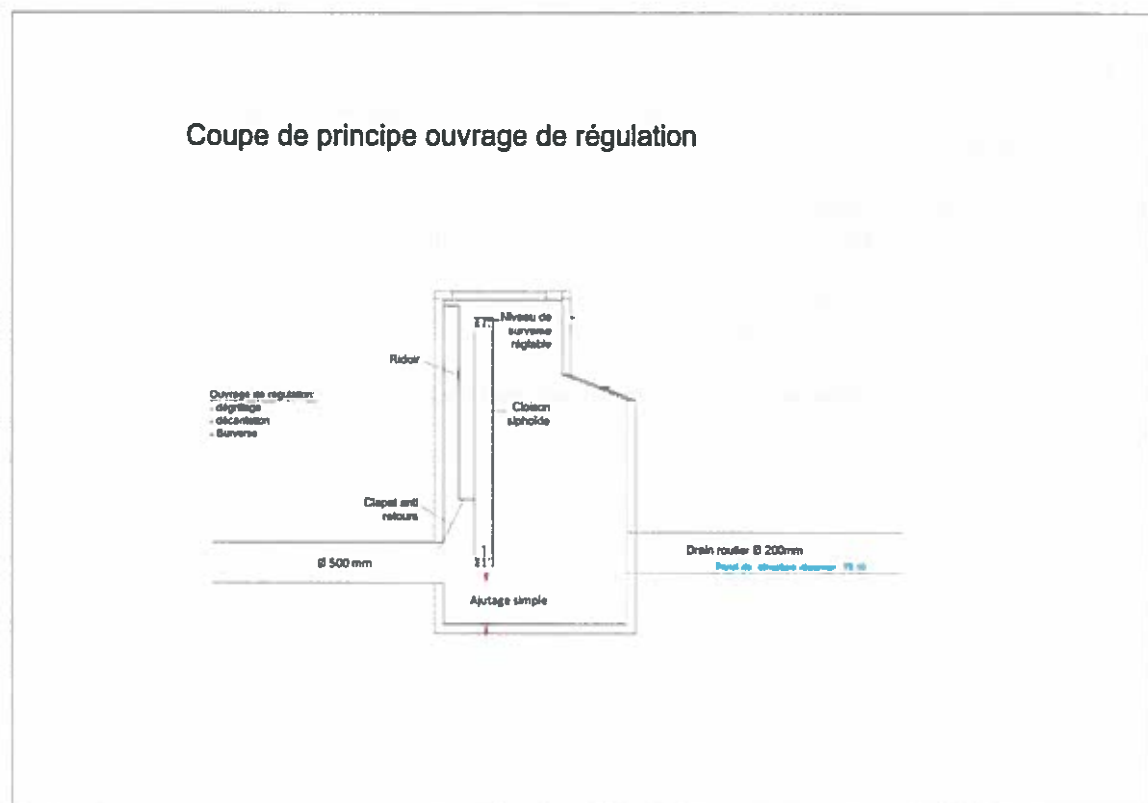 Coupe de principe ouvrage de régulation
Niveau de
surverse
réglable
Ridoir
Ouvrage de régulation:
- dégrillage
- décantation
- Surverse
Cloison
siphoïde
Clapet anti
retours
Ø 500 mm
Drain routier Ø 200mm
Ajutage simple